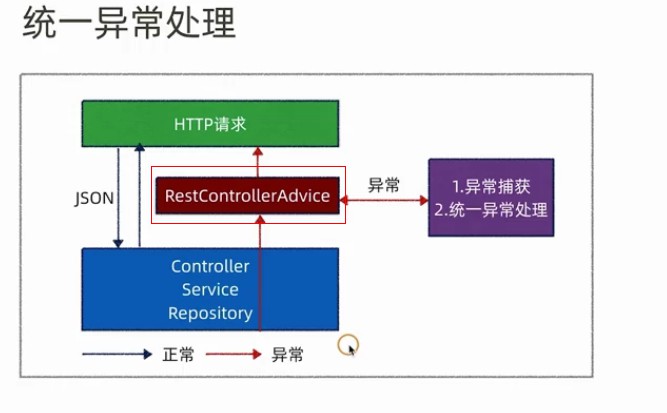 统一异常处理
HTTP请求
JSON
RestControllerAdvice
异常
1.异常捕获
2.统一异常处理
Controller
Service
Repository
正常
异常